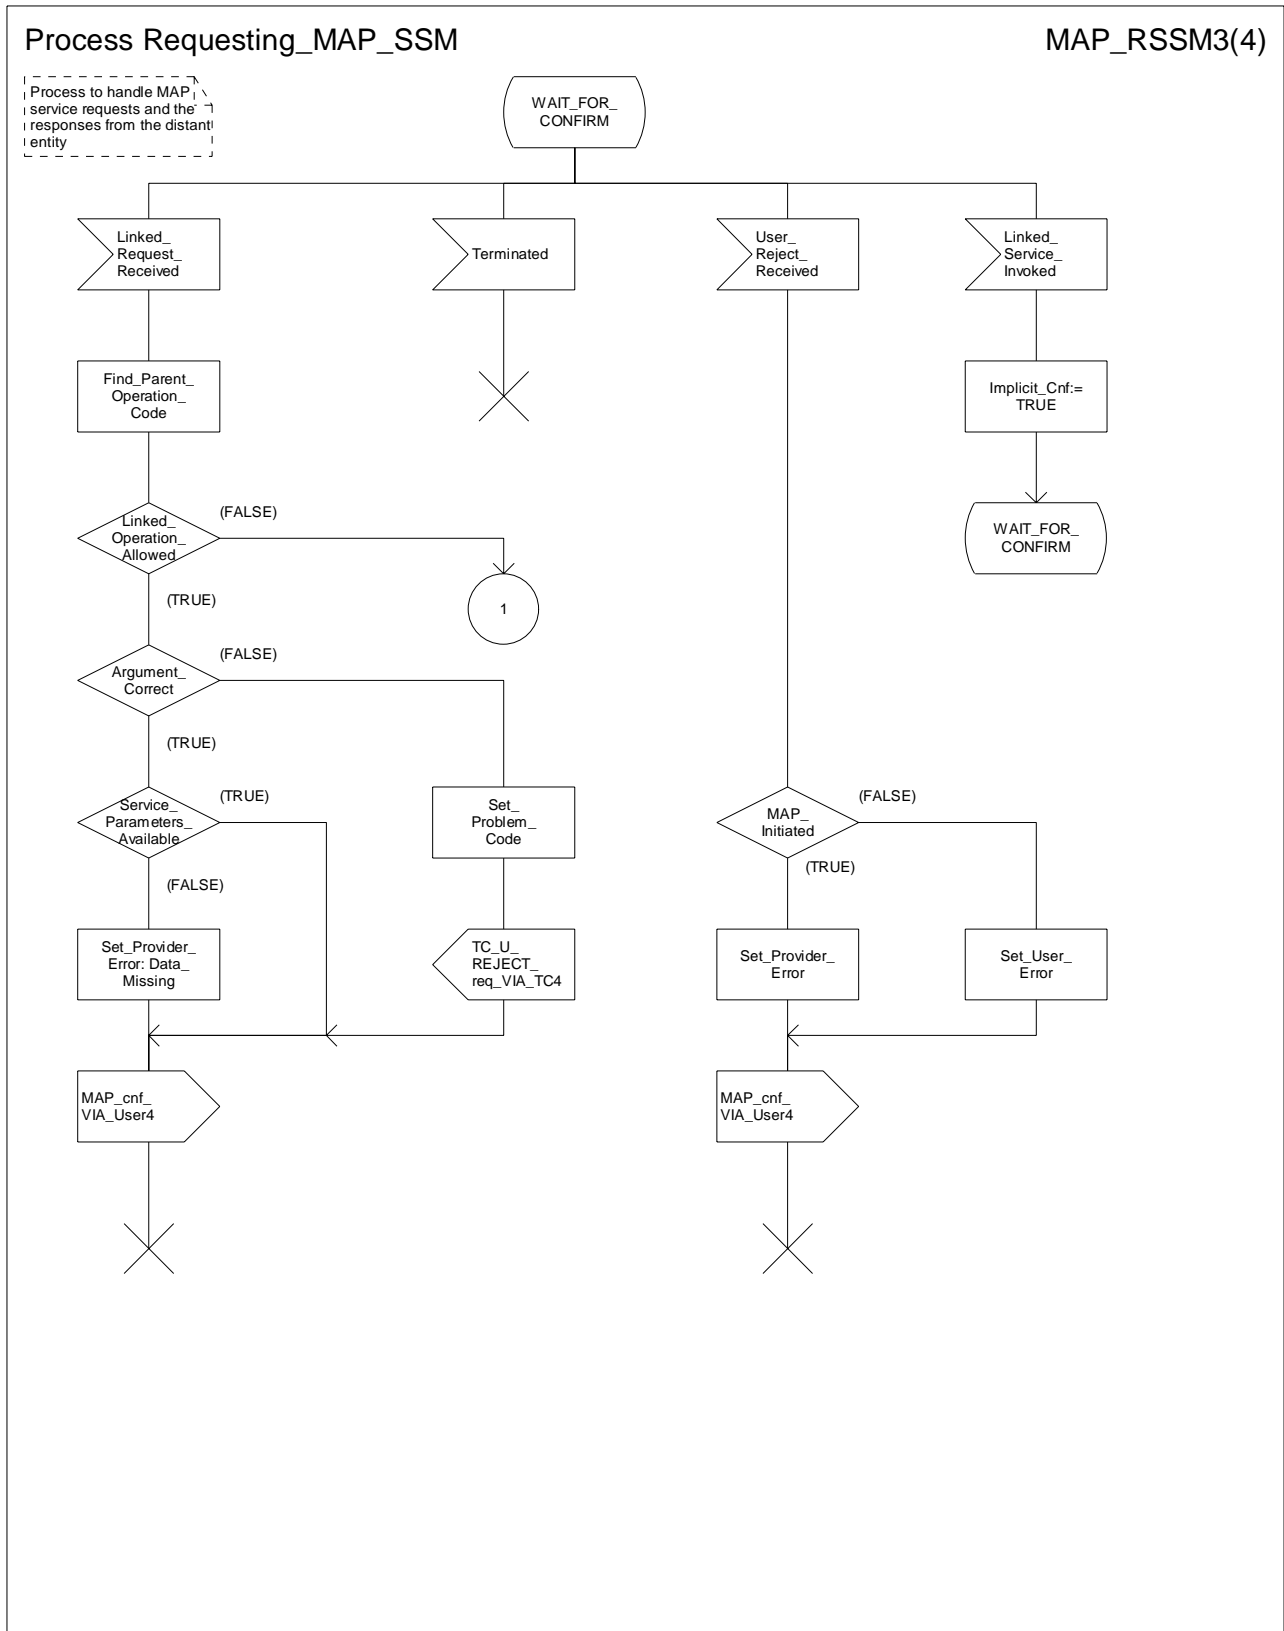 Process Requesting_MAP_SSM
MAP_RSSM3(4)
Process to handle MAP
service requests and the
responses from the distant
entity
WAIT_FOR_
CONFIRM
Linked_
Request_
Received
Terminated
User_
Reject_
Received
Linked_
Service_
Invoked
Find_Parent_
Operation_
Code
Implicit_Cnf:=
TRUE
Linked_
Operation_
Allowed
(FALSE)
WAIT_FOR_
CONFIRM
(TRUE)
1
Argument_
Correct
(FALSE)
(TRUE)
Service_
Parameters_
Available
(TRUE)
Set_
Problem_
Code
MAP_
Initiated
(FALSE)
(FALSE)
(TRUE)
Set_Provider_
Error: Data_
Missing
TC_U_
REJECT_
req_VIA_TC4
Set_Provider_
Error
Set_User_
Error
MAP_cnf_
VIA_User4
MAP_cnf_
VIA_User4